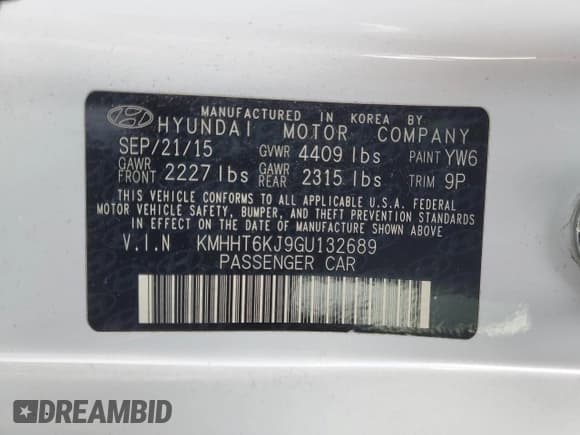 MANUFACTURED IN KOREA BY
HYUNDAI MOTOR COMPANY
SEP/21/15 GVWR 4409 lbs PAINT YW6
GAWR FRONT 2227 lbs GAWR REAR 2315 lbs TRIM 9P
THIS VEHICLE CONFORMS TO ALL APPLICABLE U.S.A. FEDERAL
MOTOR VEHICLE SAFETY, BUMPER, AND THEFT PREVENTION STANDARDS
IN EFFECT ON THE DATE OF MANUFACTURE SHOWN ABOVE.
V.I.N KMHHT6KJ9GU132689
PASSENGER CAR
DREAMBID